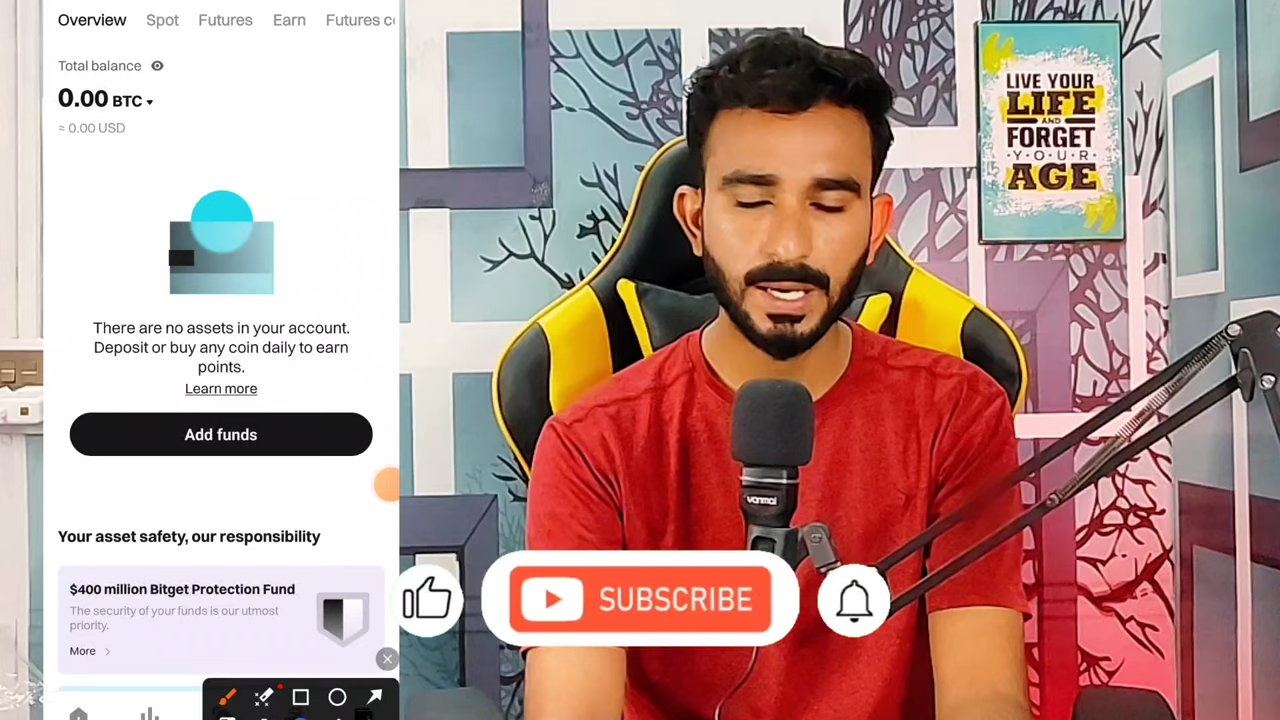 Overview Spot Futures Earn Futures co
Total balance
0.00 BTC
≈ 0.00 USD
There are no assets in your account.
Deposit or buy any coin daily to earn
points.
Learn more
Add funds
Your asset safety, our responsibility
$400 million Bitget Protection Fund
The security of your funds is our utmost
priority.
More
LIVE YOUR
LIFE
AND
FORGET
·Y·O·U·R·
AGE
vanmai
SUBSCRIBE